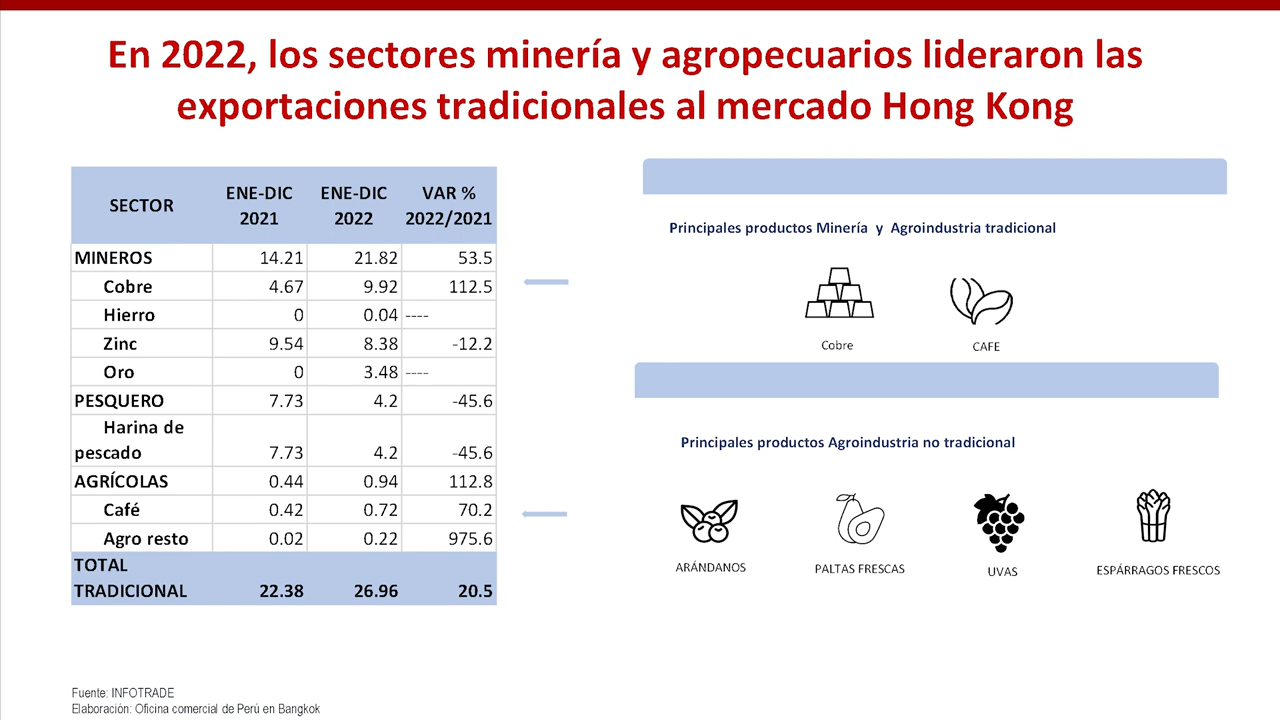 En 2022, los sectores minería y agropecuarios lideraron las
exportaciones tradicionales al mercado Hong Kong
SECTOR ENE-DIC 2021 ENE-DIC 2022 VAR % 2022/2021
MINEROS 14.21 21.82 53.5
Cobre 4.67 9.92 112.5
Hierro 0 0.04 ----
Zinc 9.54 8.38 -12.2
Oro 0 3.48 ----
PESQUERO 7.73 4.2 -45.6
Harina de
pescado 7.73 4.2 -45.6
AGRÍCOLAS 0.44 0.94 112.8
Café 0.42 0.72 70.2
Agro resto 0.02 0.22 975.6
TOTAL
TRADICIONAL 22.38 26.96 20.5
Principales productos Minería y Agroindustria tradicional
Cobre CAFE
Principales productos Agroindustria no tradicional
ARÁNDANOS PALTAS FRESCAS UVAS ESPÁRRAGOS FRESCOS
Fuente: INFOTRADE
Elaboración: Oficina comercial de Perú en Bangkok